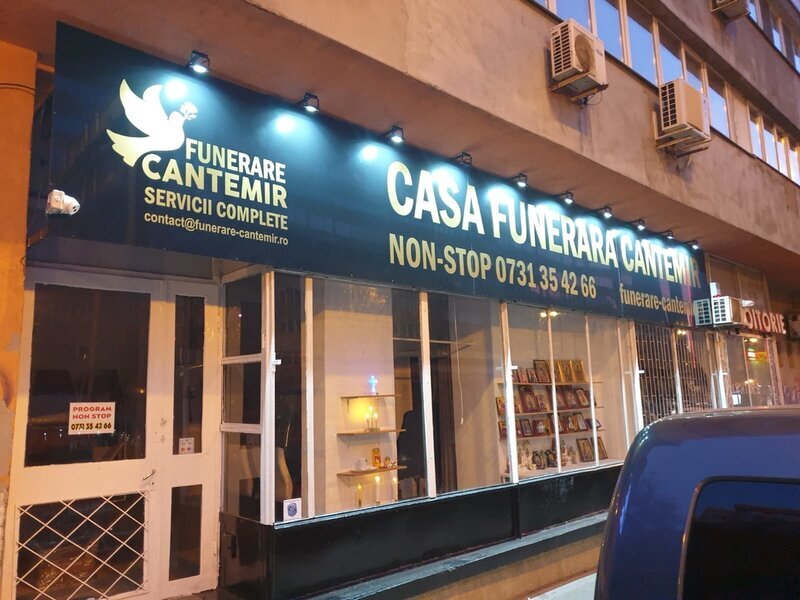 FUNERARE
CANTEMIR
SERVICII COMPLETE
contact@funerare-cantemir.ro
CASA FUNERARA CANTEMIR
NON-STOP 0731 35 42 66
PROGRAM
NON STOP
0731 35 42 66